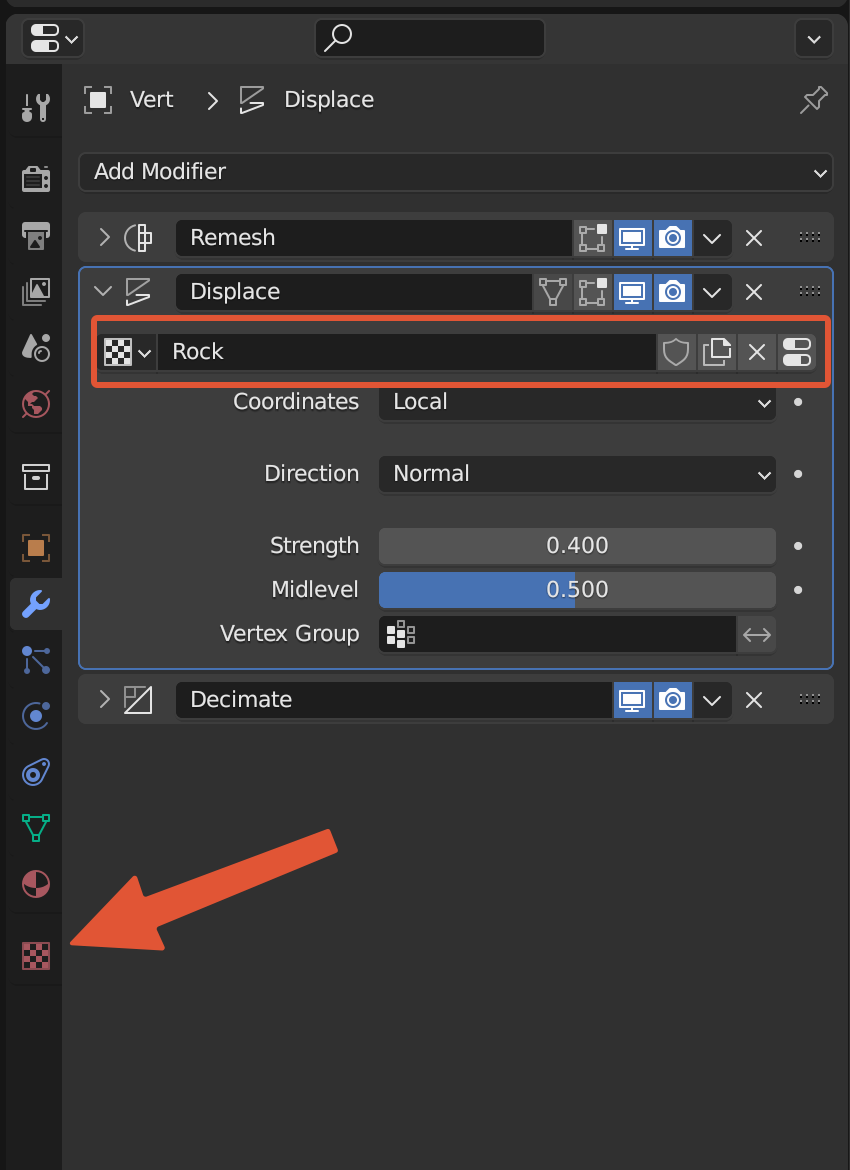 Vert Displace
Add Modifier
Remesh
Displace
Rock
Coordinates Local
Direction Normal
Strength 0.400
Midlevel 0.500
Vertex Group
Decimate